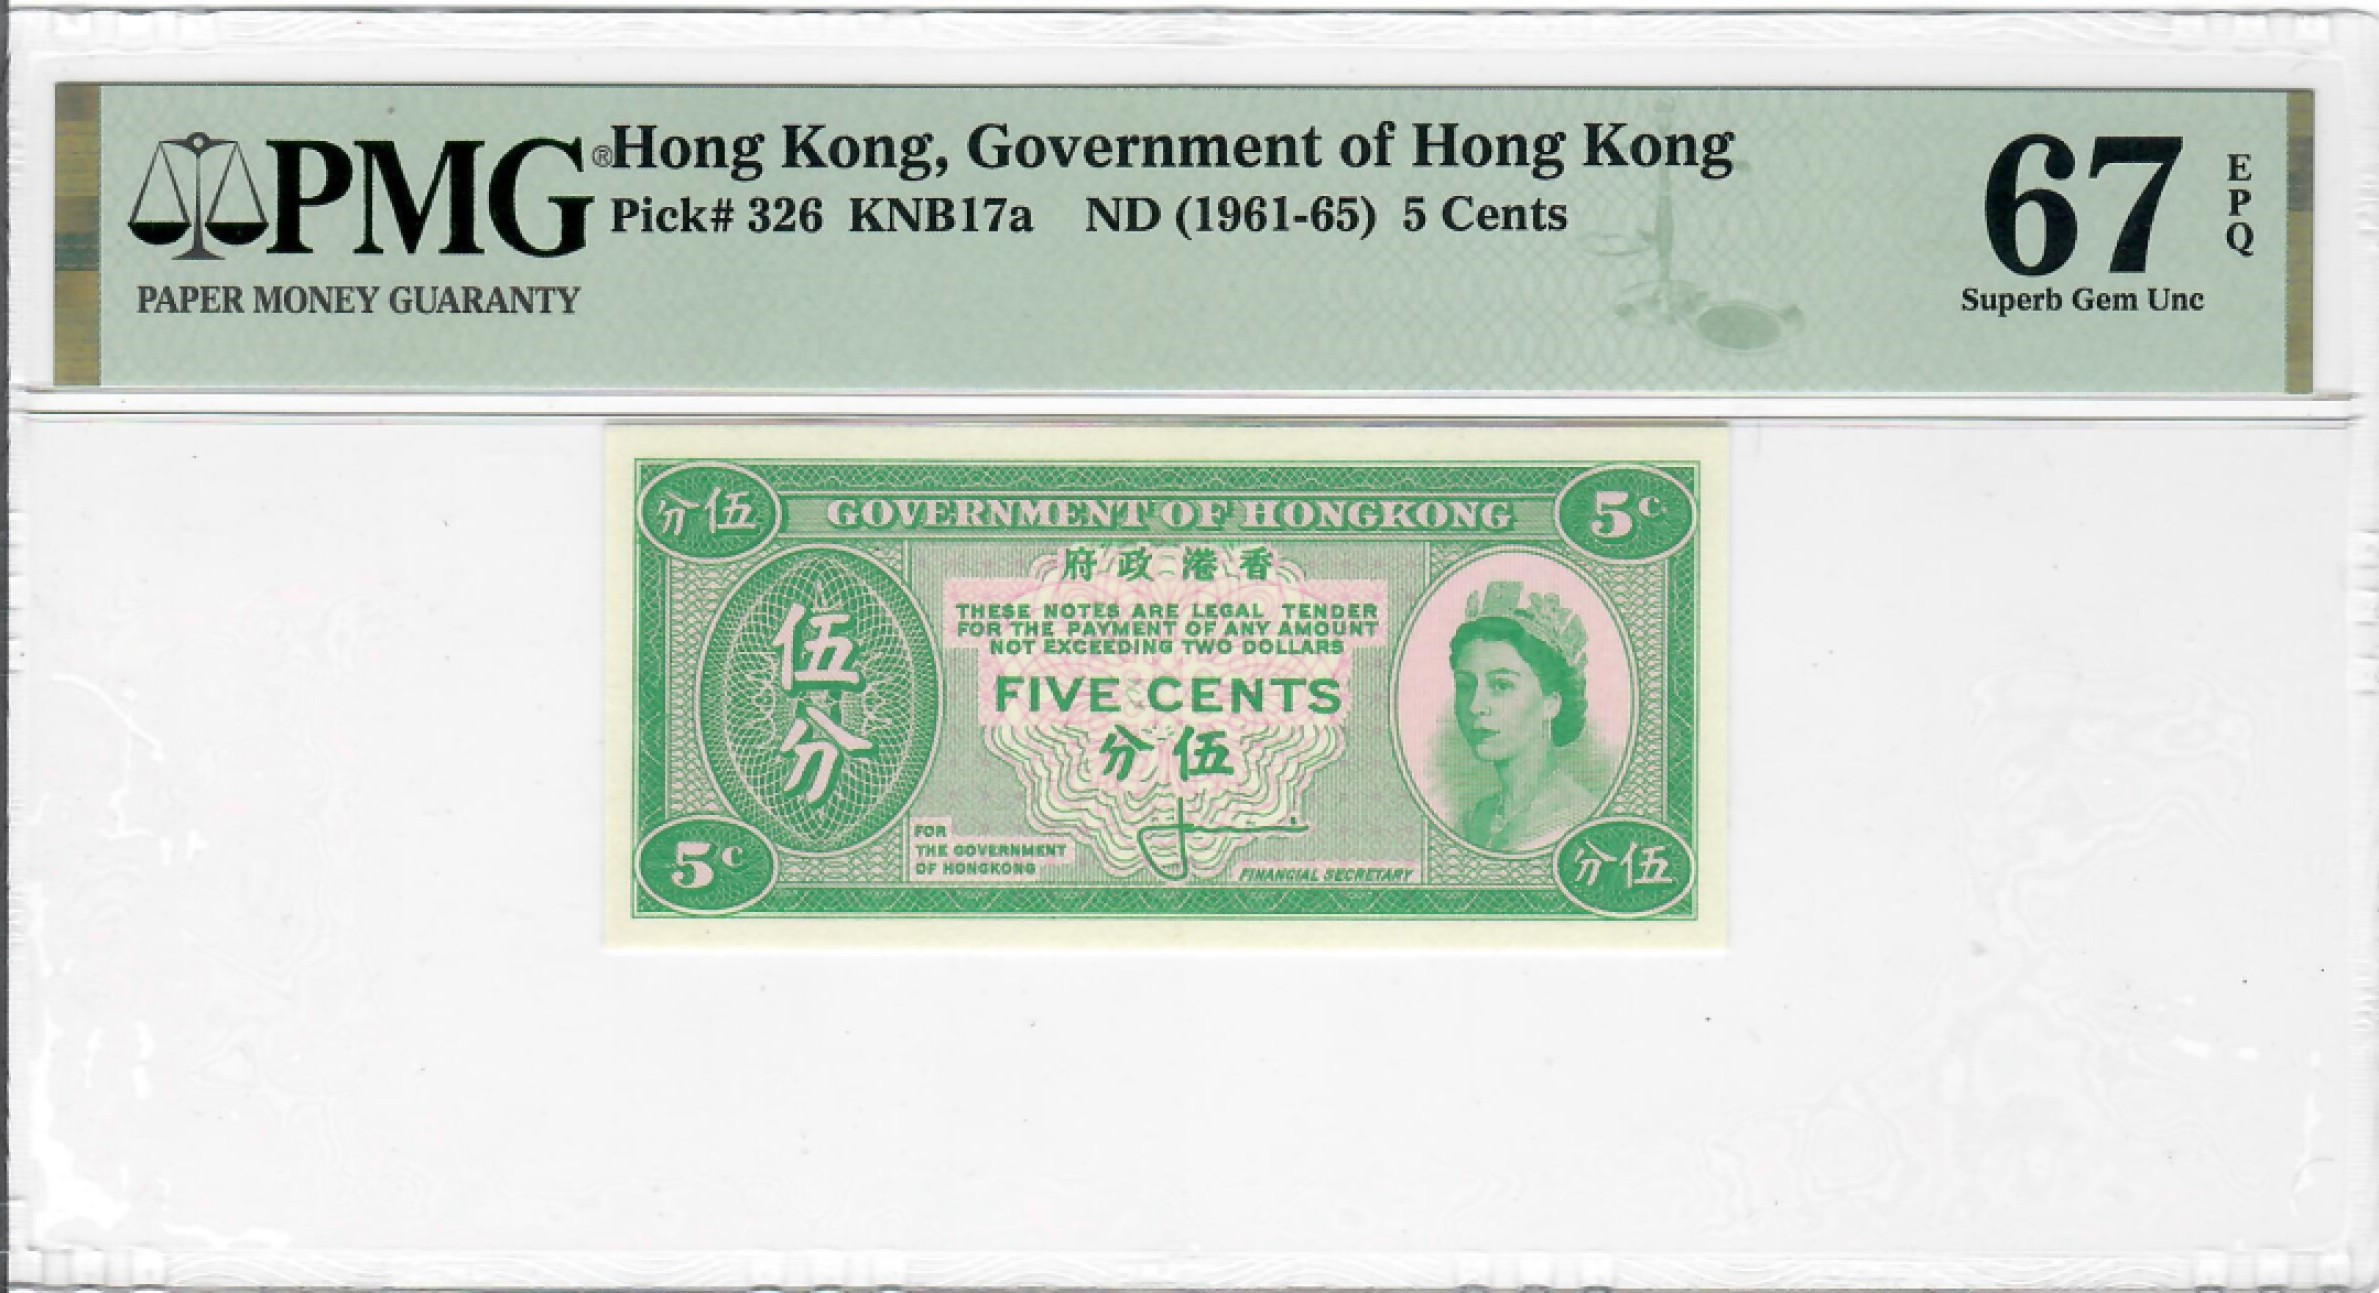 PMG®
PAPER MONEY GUARANTY
Hong Kong, Government of Hong Kong
Pick# 326 KNB17a ND (1961-65) 5 Cents
67
EPQ
Superb Gem Unc
分伍
GOVERNMENT OF HONGKONG
5c.
府政港香
THESE NOTES ARE LEGAL TENDER
FOR THE PAYMENT OF ANY AMOUNT
NOT EXCEEDING TWO DOLLARS
伍
分
FIVE CENTS
分伍
FOR
THE GOVERNMENT
OF HONGKONG
FINANCIAL SECRETARY
5c
分伍